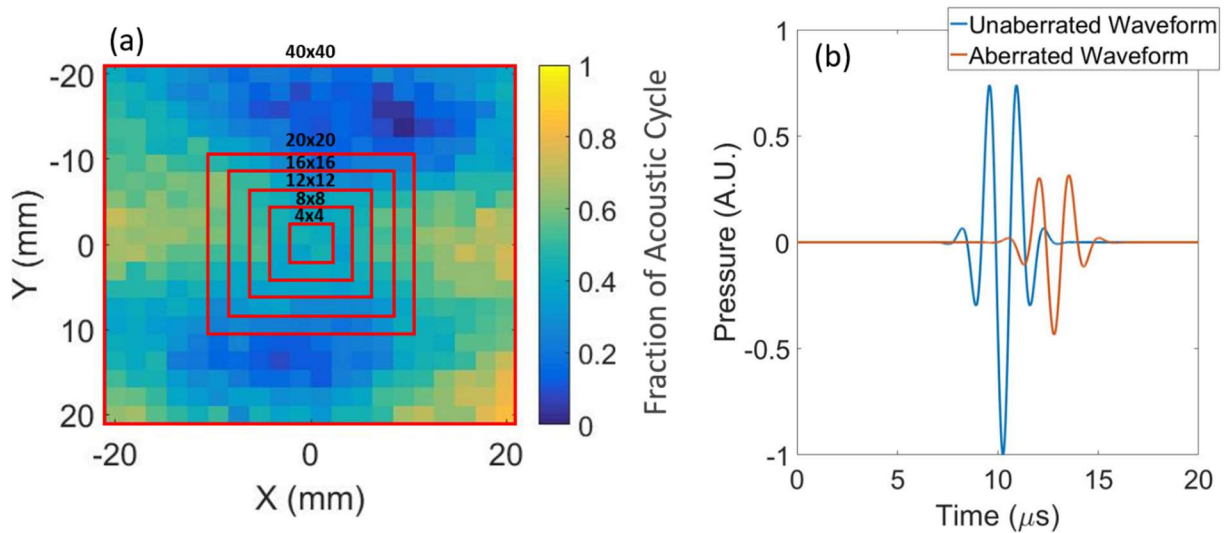 (a)
40x40
-20
-10
0
10
20
Y (mm)
20x20
16x16
12x12
8x8
4x4
-20
0
20
X (mm)
1
0.8
0.6
0.4
0.2
0
Fraction of Acoustic Cycle
Unaberrated Waveform
Aberrated Waveform
(b)
1
0.5
0
-0.5
-1
Pressure (A.U.)
0
5
10
15
20
Time (μs)